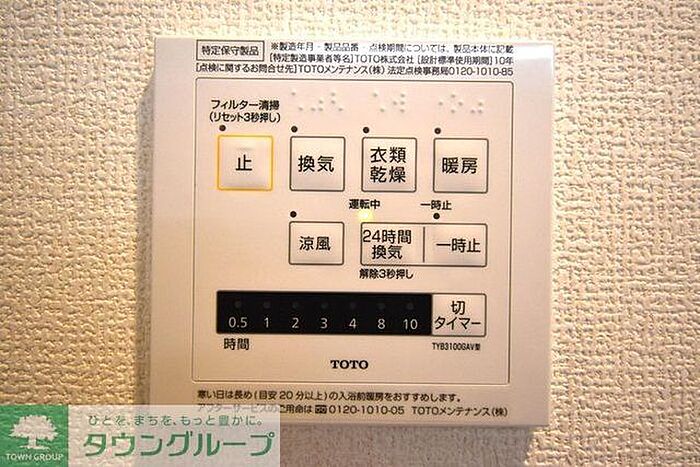 特定保守製品
※製造年月・製品品番・点検期間については、製品本体に記載
[特定製造事業者等名]TOTO株式会社 [設計標準使用期間]10年
[点検に関するお問合せ先]TOTOメンテナンス(株) 法定点検事務局0120-1010-85
フィルター清掃
(リセット3秒押し)
止
換気
衣類
乾燥
暖房
運転中
一時止
涼風
24時間
換気
一時止
解除3秒押し
0.5 1 2 3 4 8 10
切
タイマー
時間
TYB3100GAV型
TOTO
寒い日は長め(目安20分以上)の入浴前暖房をおすすめします。
アフターサービスのご用命は 0120-1010-05 TOTOメンテナンス(株)
ひとを、まちを、もっと豊かに。
タウングループ
TOWN GROUP